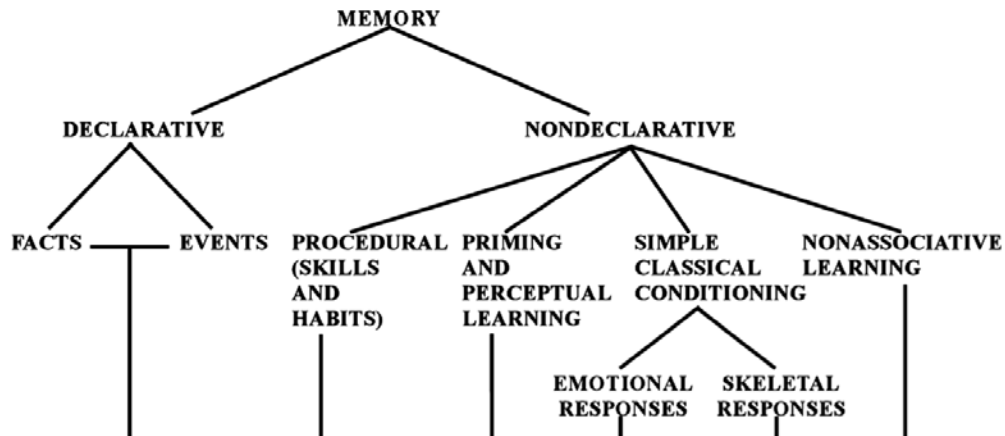 MEMORY
DECLARATIVE
NONDECLARATIVE
FACTS
EVENTS
PROCEDURAL
(SKILLS
AND
HABITS)
PRIMING
AND
PERCEPTUAL
LEARNING
SIMPLE
CLASSICAL
CONDITIONING
NONASSOCIATIVE
LEARNING
EMOTIONAL
RESPONSES
SKELETAL
RESPONSES